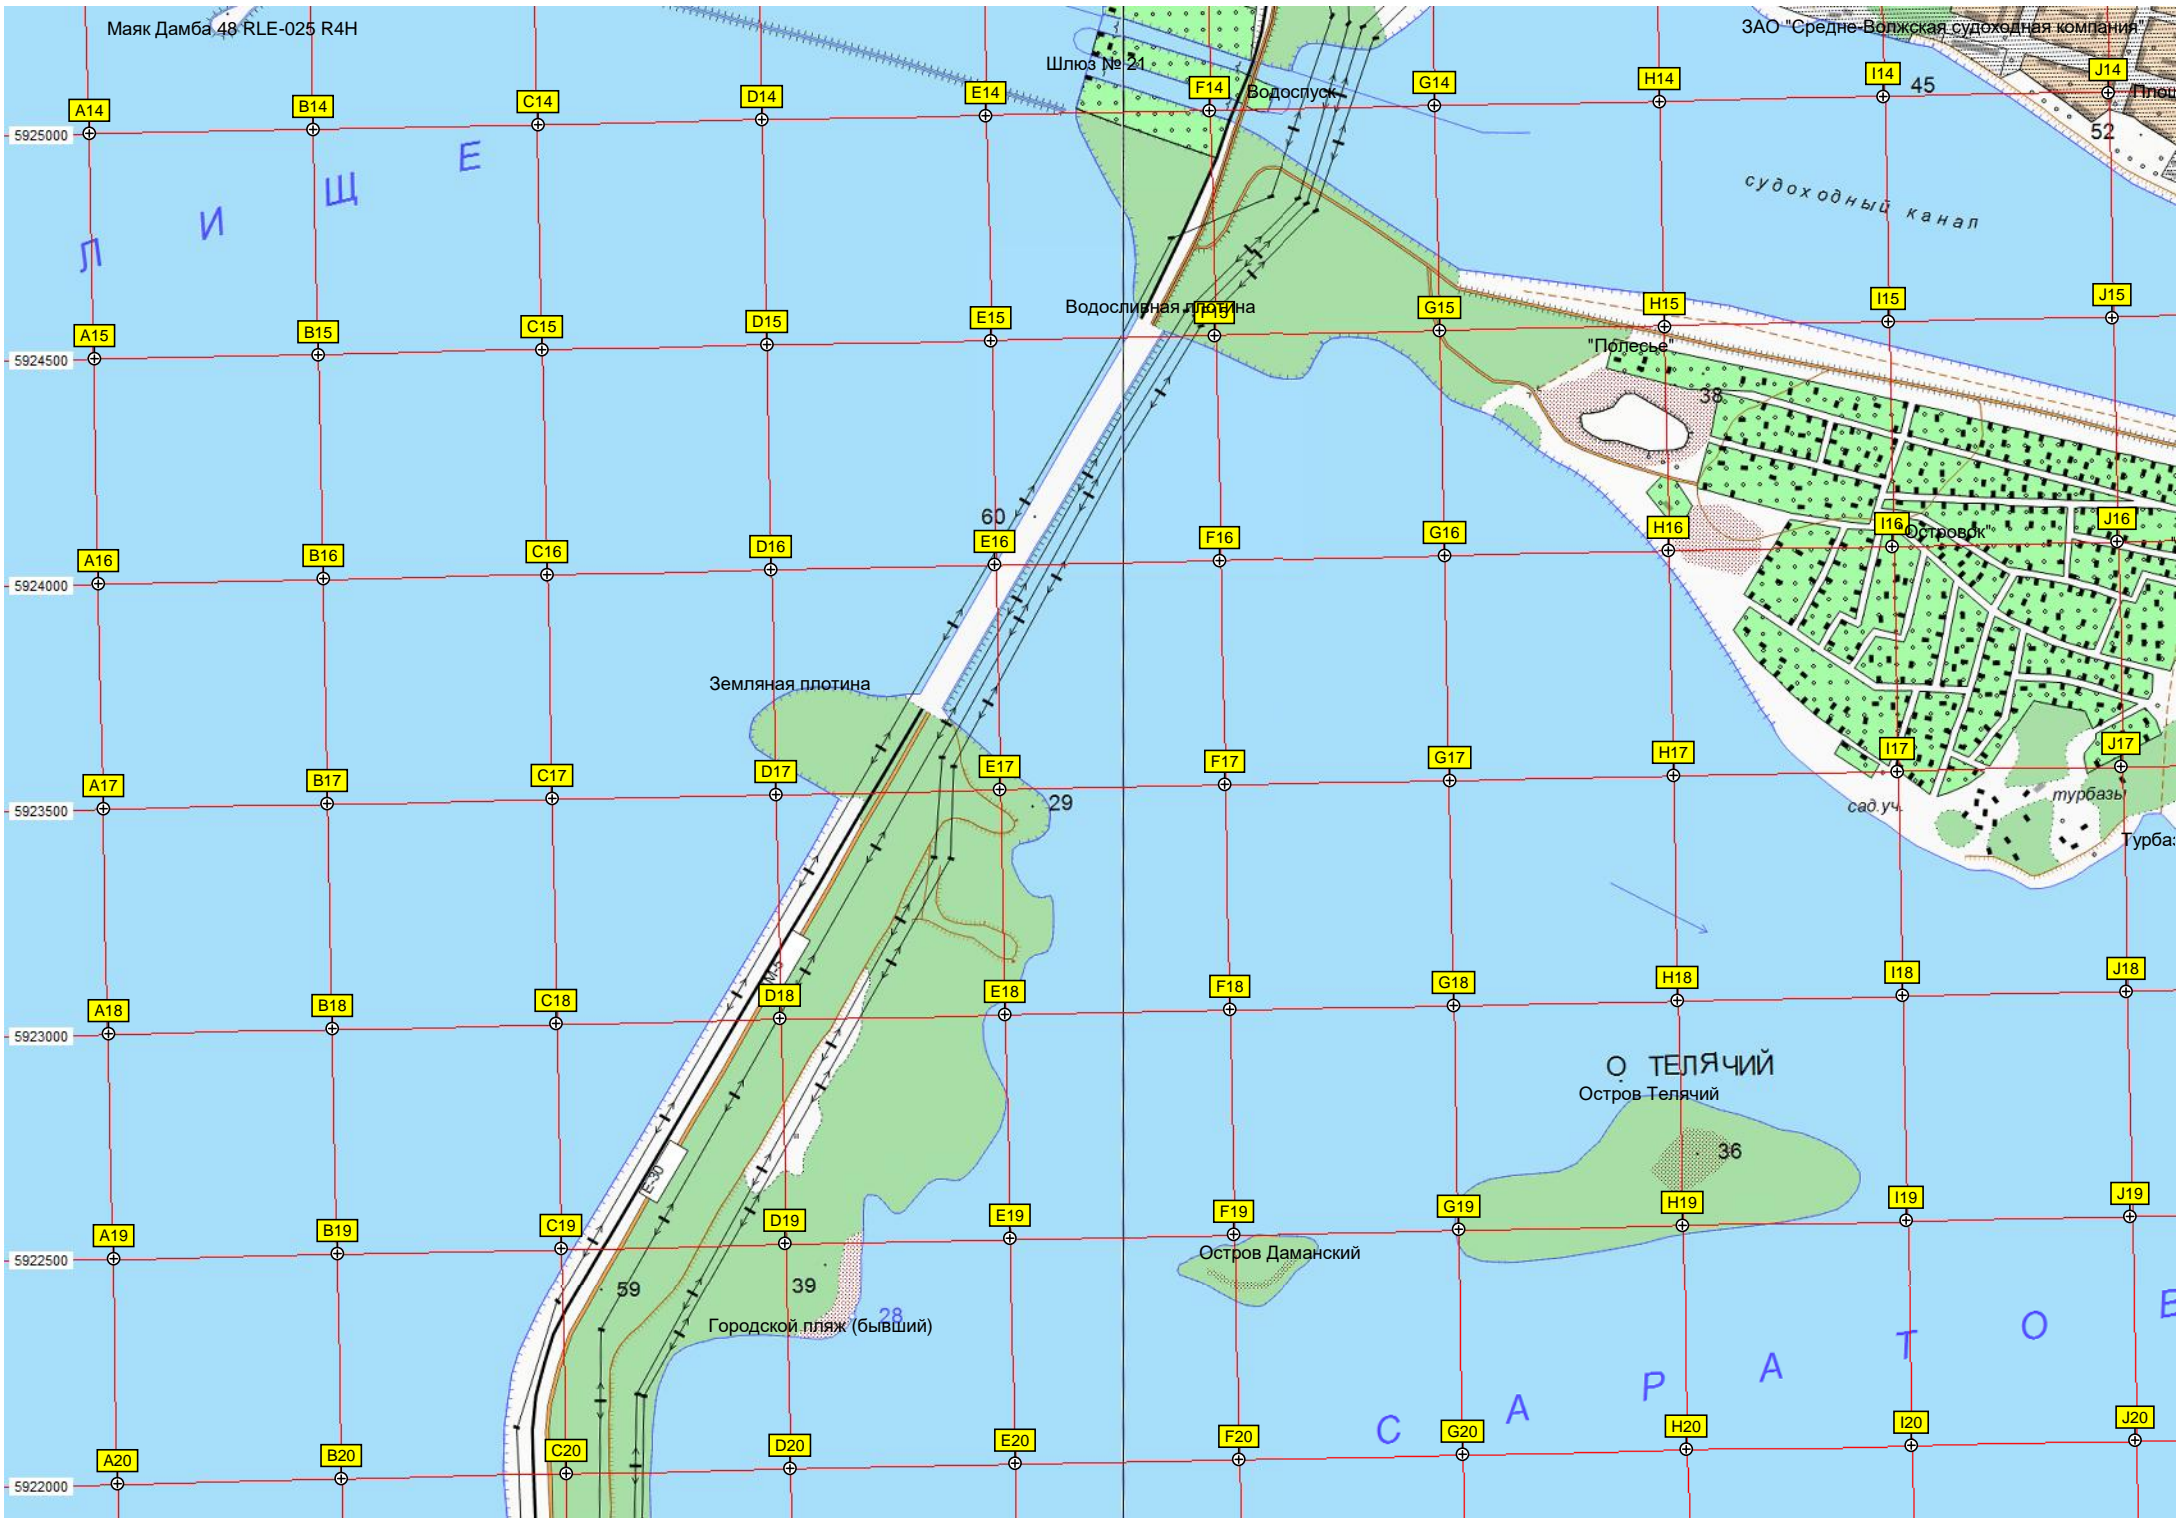 Маяк Дамба 48 RLE-025 R4H
ЗАО "Средне-Волжская судоходная компания"
Шлюз № 21
Водоспуск
45
52
A14
B14
C14
D14
E14
F14
G14
H14
I14
J14
5925000
Л И Щ Е
судоходный канал
Водосливная плотина
A15
B15
C15
D15
E15
F15
G15
H15
I15
J15
5924500
"Полесье"
38
60
A16
B16
C16
D16
E16
F16
G16
H16
I16
J16
Островок"
5924000
Земляная плотина
A17
B17
C17
D17
E17
F17
G17
H17
I17
J17
5923500
29
сад.уч.
турбазы
Турбаз
М-5
A18
B18
C18
D18
E18
F18
G18
H18
I18
J18
5923000
О ТЕЛЯЧИЙ
Остров Телячий
36
Е-30
A19
B19
C19
D19
E19
F19
G19
H19
I19
J19
5922500
Остров Даманский
59
39
28
Городской пляж (бывший)
С А Р А Т О В
A20
B20
C20
D20
E20
F20
G20
H20
I20
J20
5922000